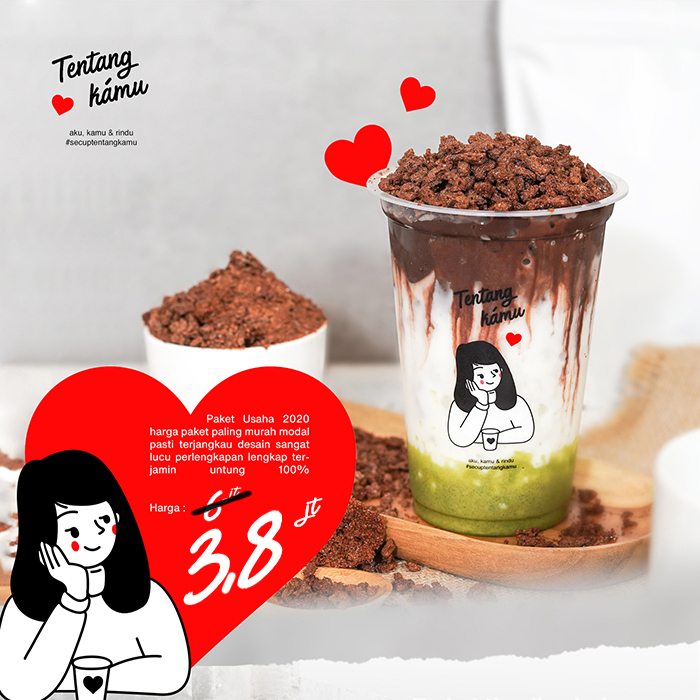 Tentang
kámu
aku, kamu & rindu
#secuptentangkamu
Tentang
kámu
aku, kamu & rindu
#secuptentangkamu
Paket Usaha 2020
harga paket paling murah modal
pasti terjangkau desain sangat
lucu perlengkapan lengkap ter-
jamin untung 100%
Harga : 6 jt
3,8 jt